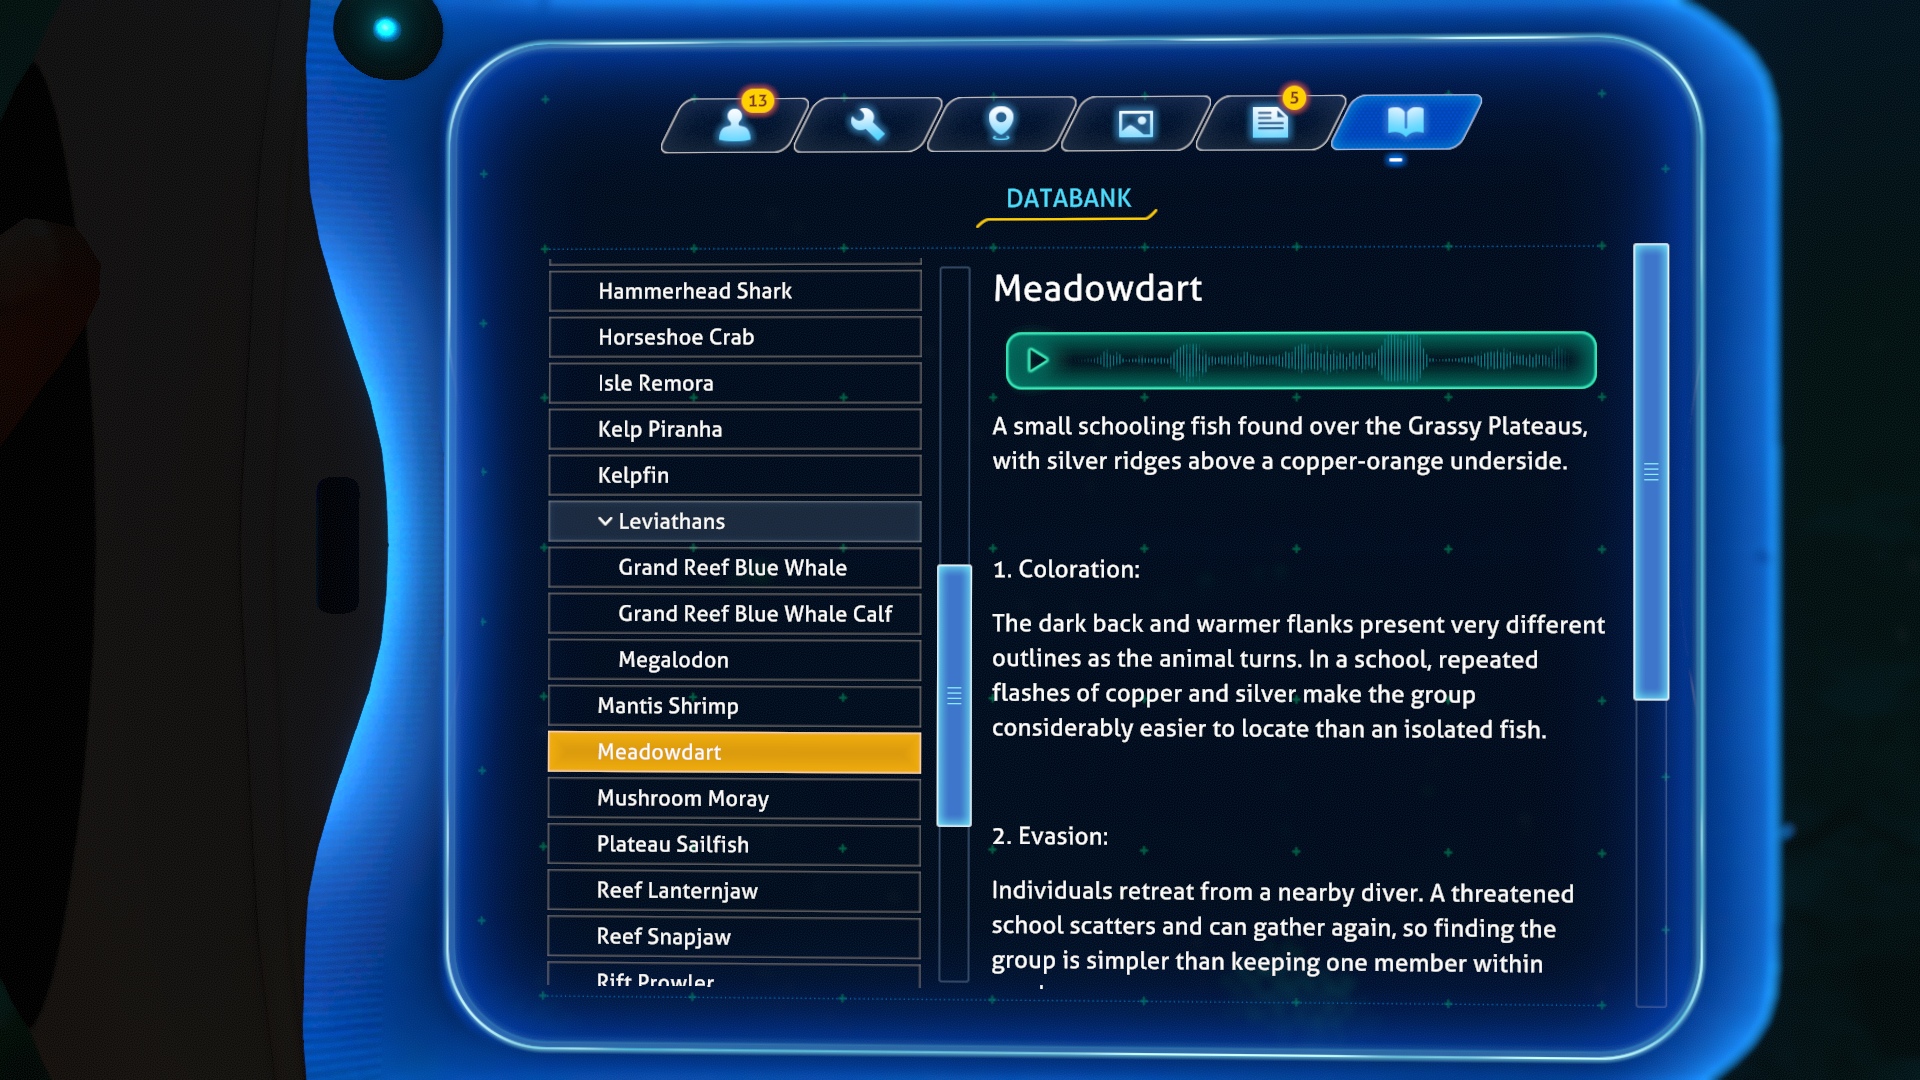 13
5
DATABANK
Hammerhead Shark
Horseshoe Crab
Isle Remora
Kelp Piranha
Kelpfin
Leviathans
Grand Reef Blue Whale
Grand Reef Blue Whale Calf
Megalodon
Mantis Shrimp
Meadowdart
Mushroom Moray
Plateau Sailfish
Reef Lanternjaw
Reef Snapjaw
Rift Prowler
Meadowdart
A small schooling fish found over the Grassy Plateaus,
with silver ridges above a copper-orange underside.
1. Coloration:
The dark back and warmer flanks present very different
outlines as the animal turns. In a school, repeated
flashes of copper and silver make the group
considerably easier to locate than an isolated fish.
2. Evasion:
Individuals retreat from a nearby diver. A threatened
school scatters and can gather again, so finding the
group is simpler than keeping one member within